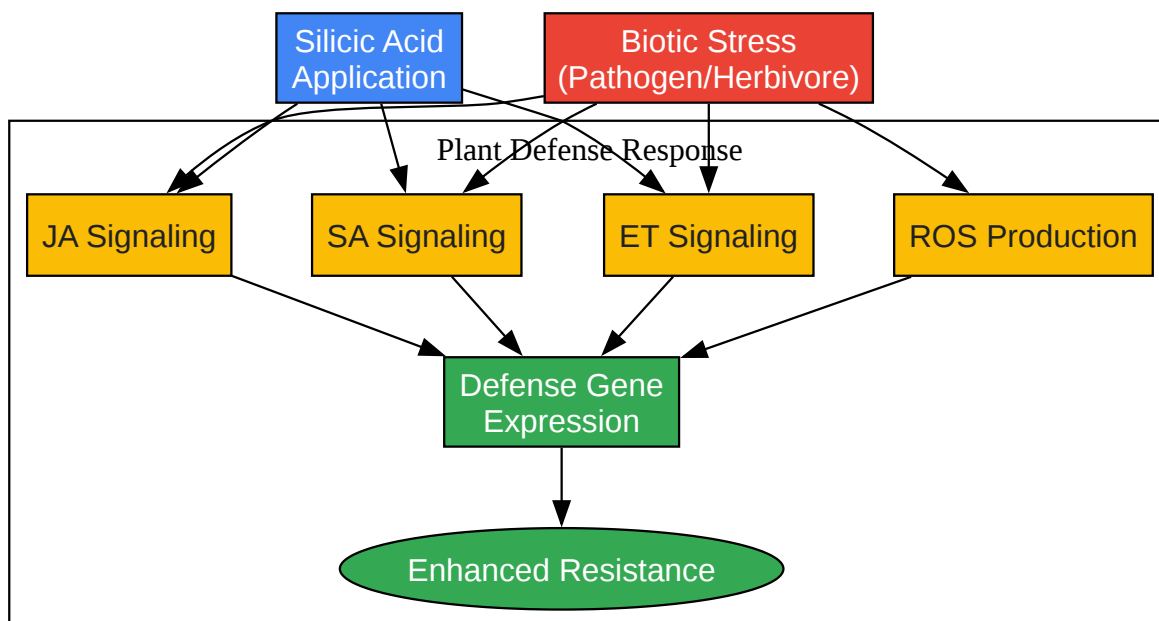 Silicic Acid
Application
Biotic Stress
(Pathogen/Herbivore)
Plant Defense Response
JA Signaling
SA Signaling
ET Signaling
ROS Production
Defense Gene
Expression
Enhanced Resistance